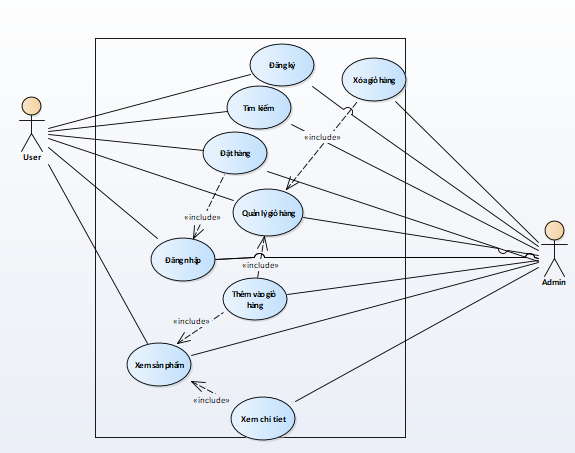 Đăng ký
Xóa giỏ hàng
Tìm kiếm
«include»
User
Đặt hàng
Quản lý giỏ hàng
«include»
Đăng nhập
«include»
Admin
Thêm vào giỏ
hàng
«include»
Xem sản phẩm
«include»
Xem chi tiet